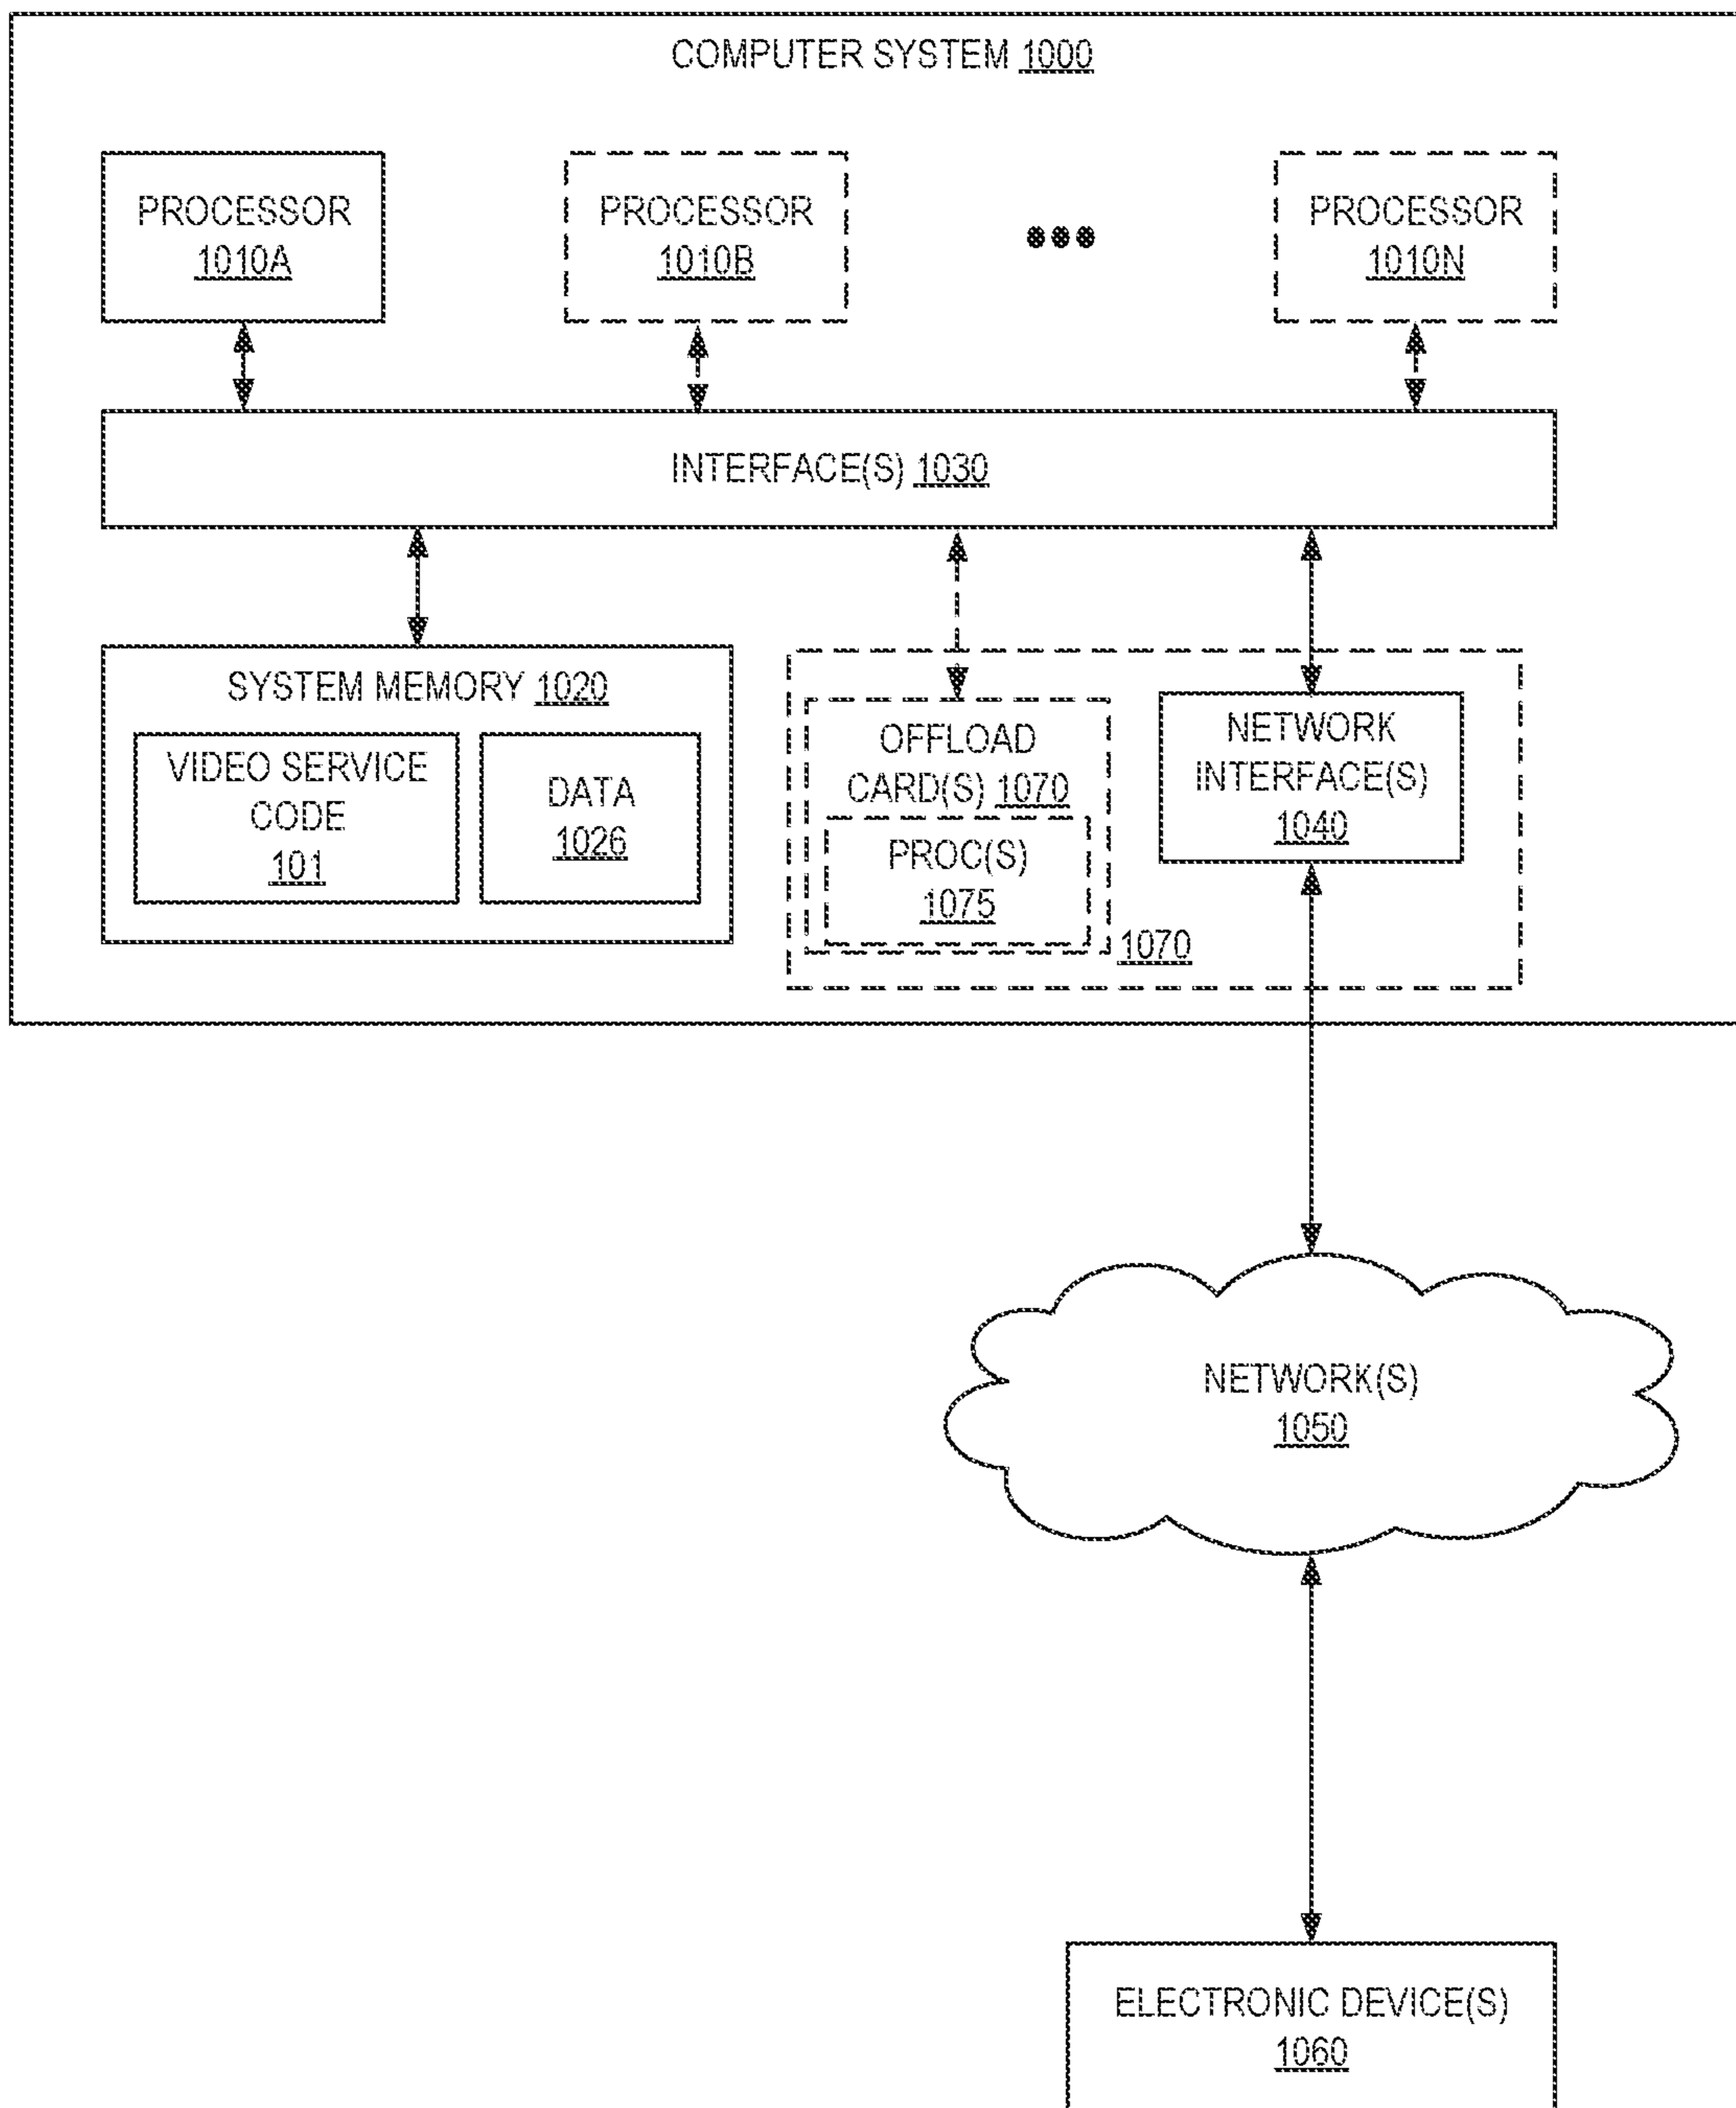 COMPUTER SYSTEM 1000
PROCESSOR
1010A
PROCESSOR
1010B
PROCESSOR
1010N
INTERFACE(S) 1030
SYSTEM MEMORY 1020
VIDEO SERVICE
CODE
101
DATA
1026
OFFLOAD
CARD(S) 1070
PROC(S)
1075
1070
NETWORK
INTERFACE(S)
1040
NETWORK(S)
1050
ELECTRONIC DEVICE(S)
1060